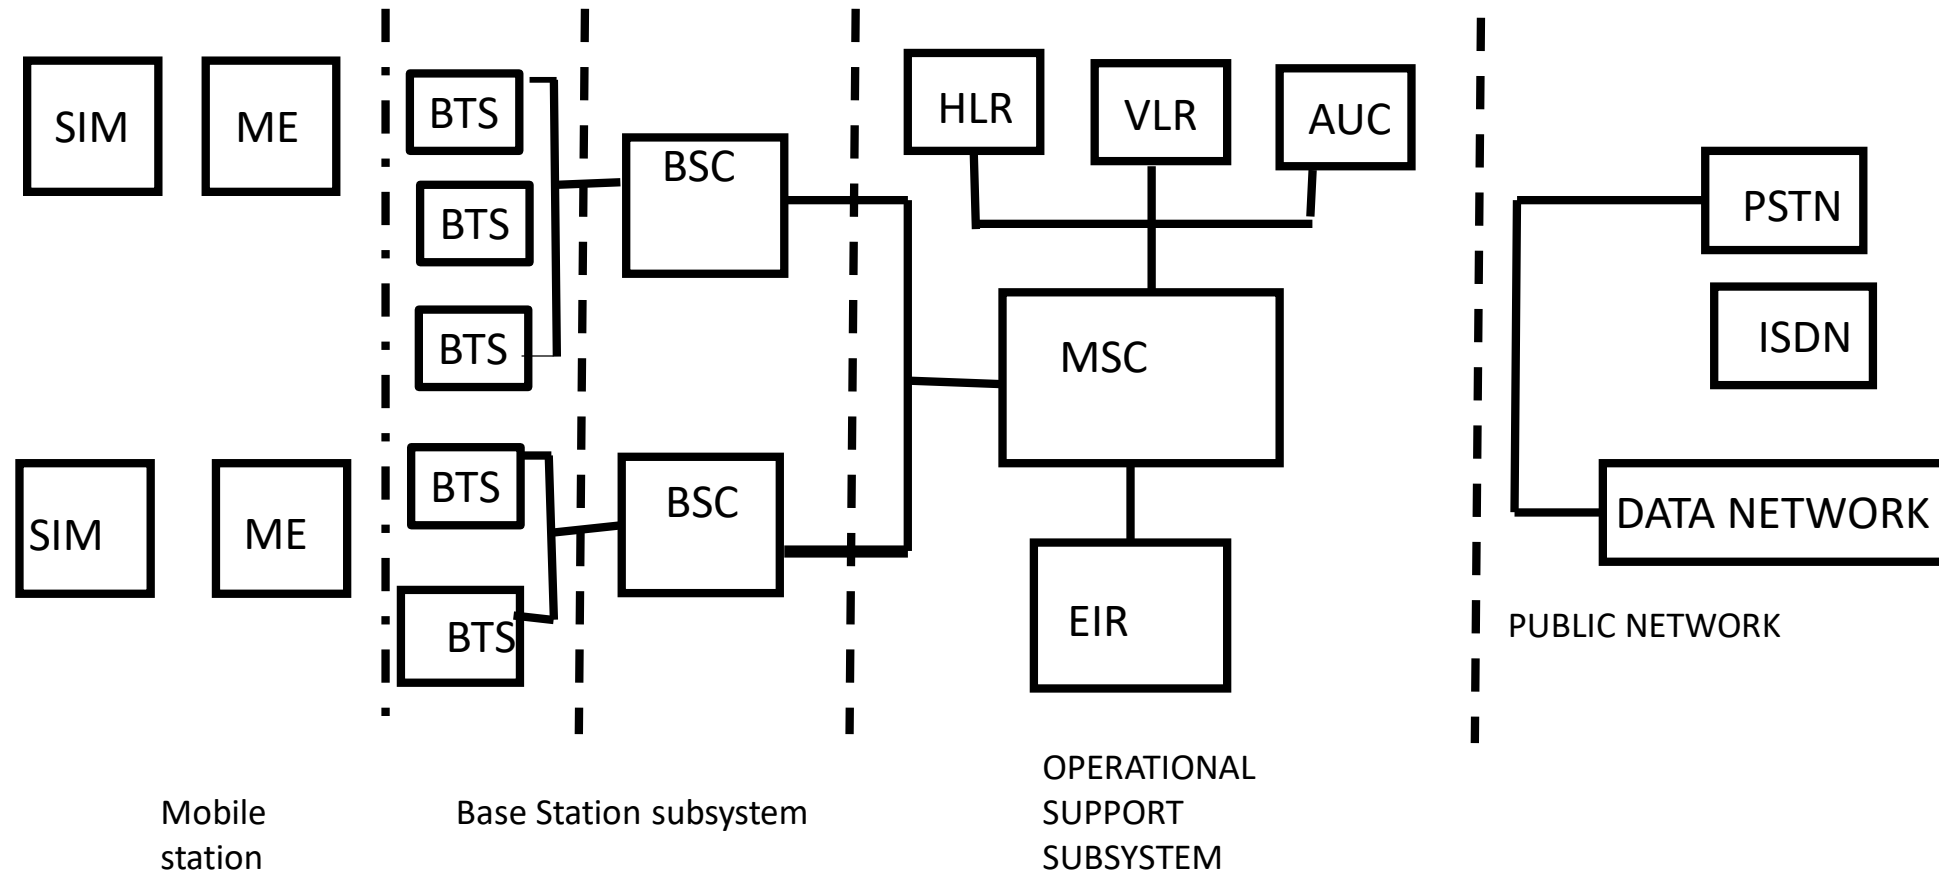 SIM
ME
BTS
BTS
BTS
BSC
HLR
VLR
AUC
PSTN
ISDN
MSC
SIM
ME
BTS
BTS
BSC
EIR
DATA NETWORK
PUBLIC NETWORK
Mobile
station
Base Station subsystem
OPERATIONAL
SUPPORT
SUBSYSTEM